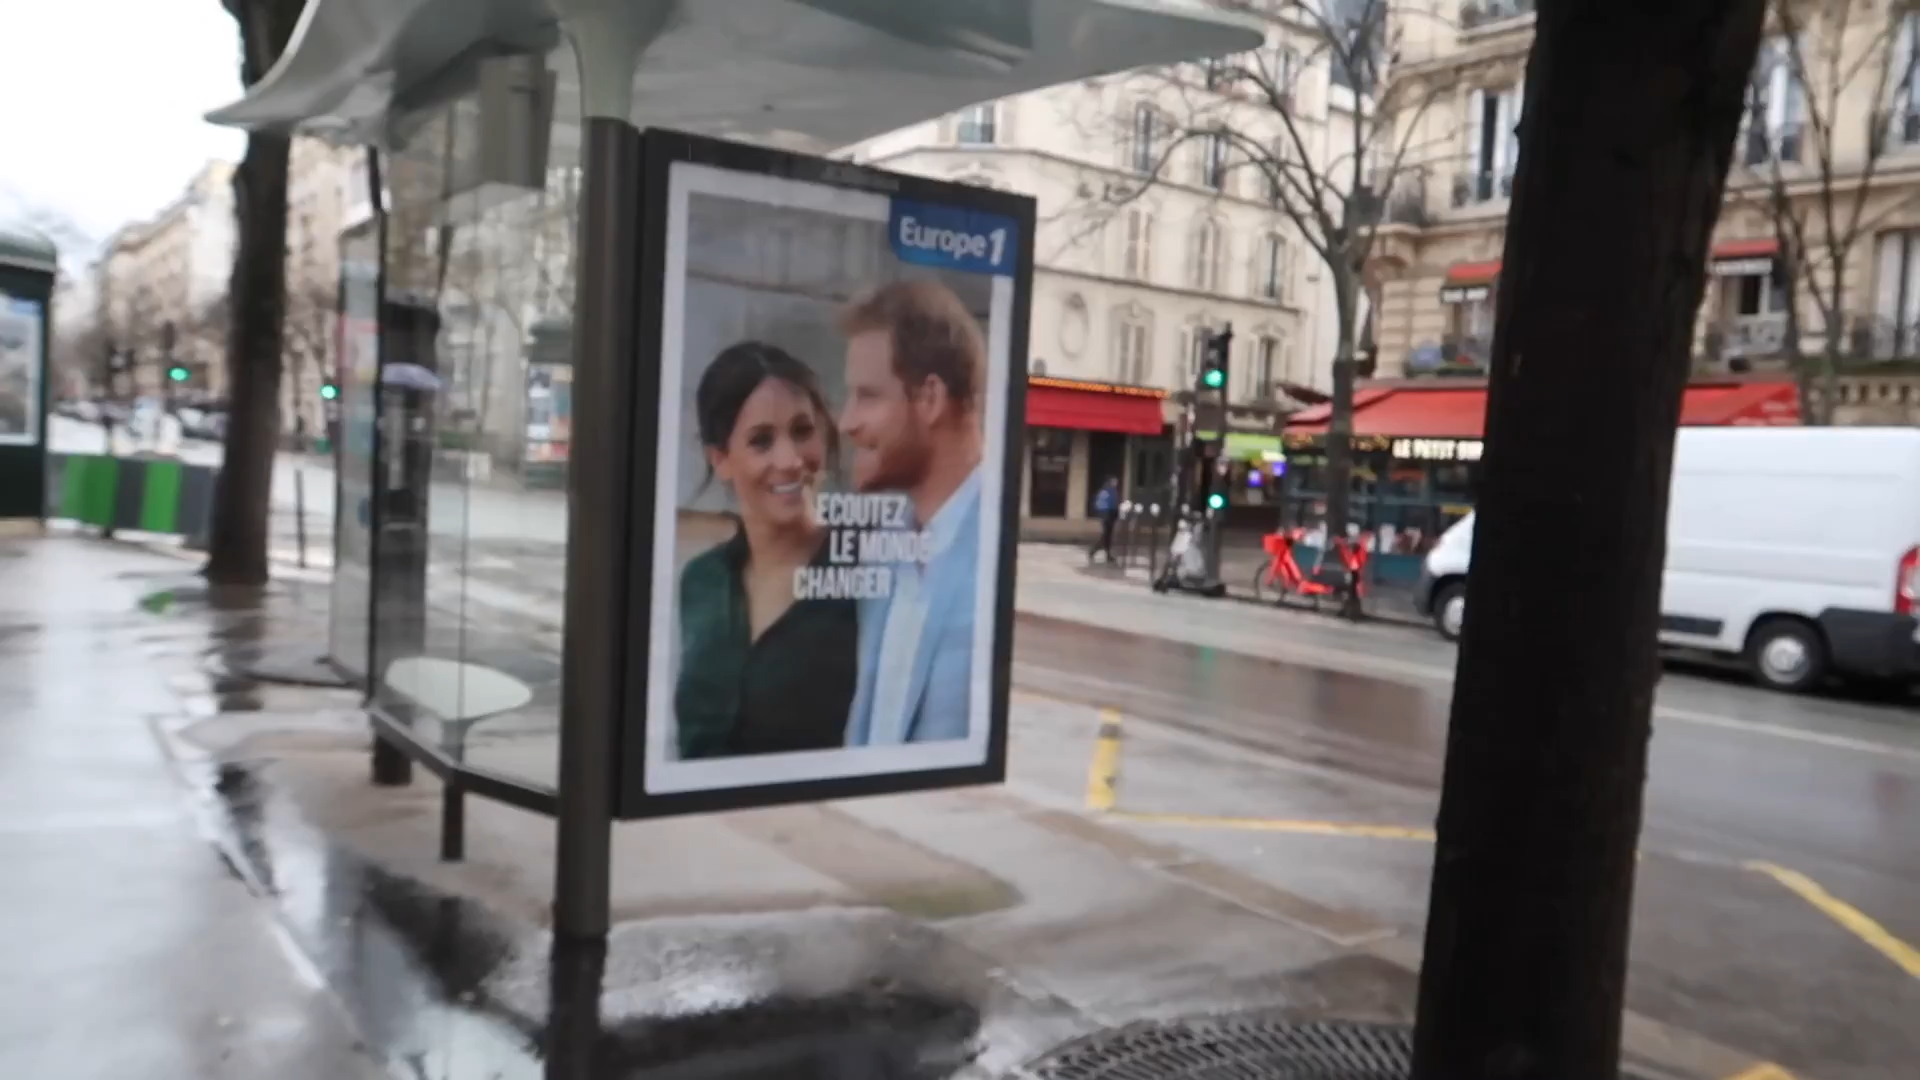 Europe 1
ECOUTEZ
LE MONDE
CHANGER
LE PETIT